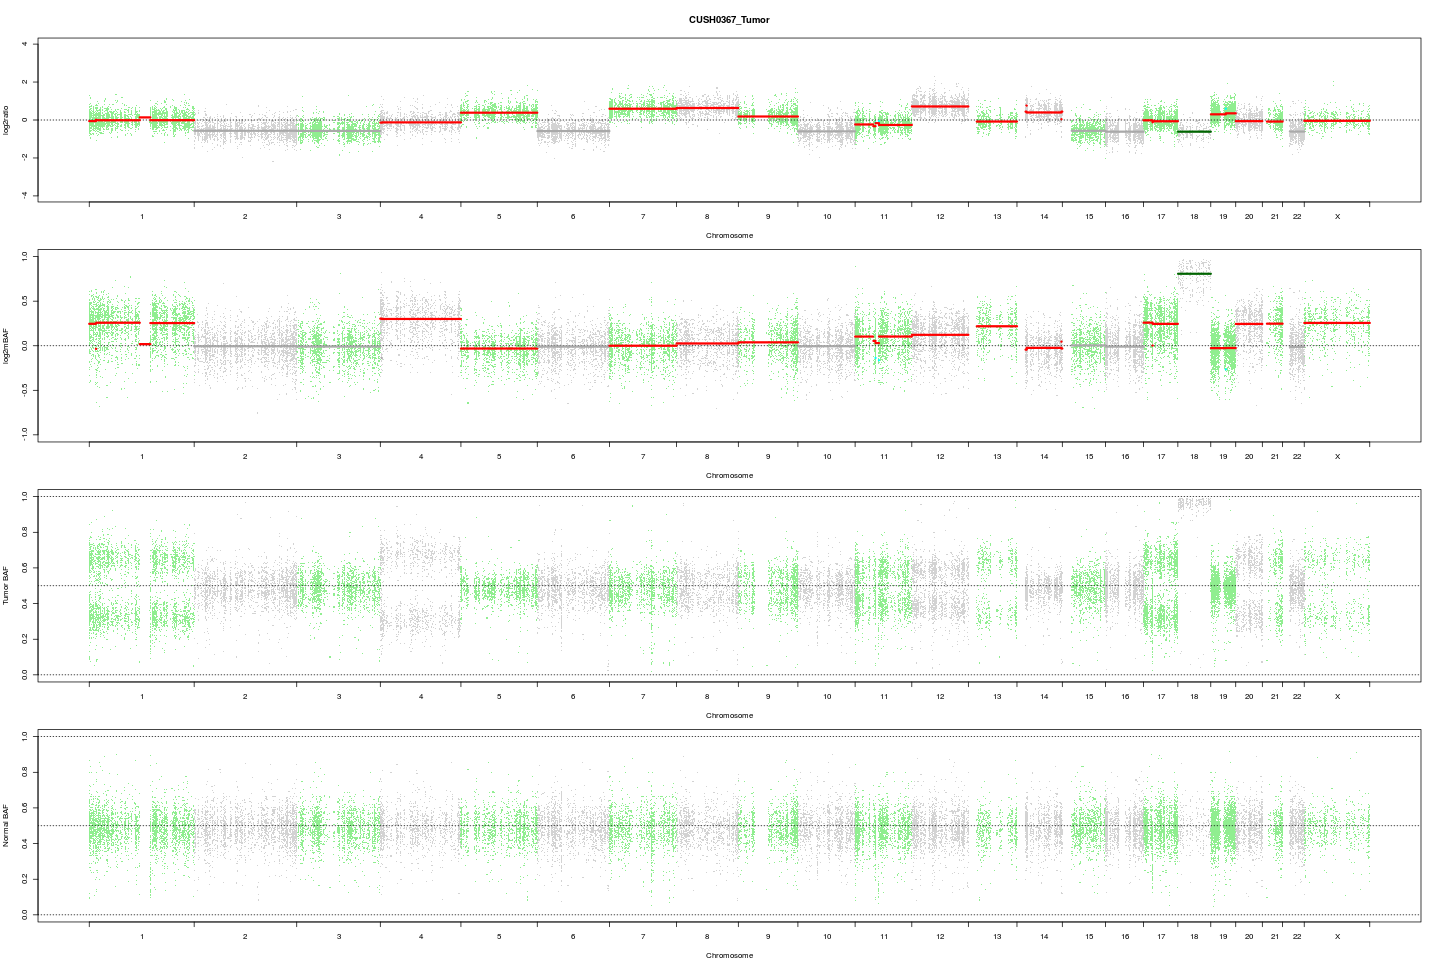 CUSH0367_Tumor
log2ratio
4
2
0
-2
-4
1 2 3 4 5 6 7 8 9 10 11 12 13 14 15 16 17 18 19 20 21 22 X
Chromosome
log2mBAF
1.0
0.5
0.0
-0.5
-1.0
1 2 3 4 5 6 7 8 9 10 11 12 13 14 15 16 17 18 19 20 21 22 X
Chromosome
Tumor BAF
1.0
0.8
0.6
0.4
0.2
0.0
1 2 3 4 5 6 7 8 9 10 11 12 13 14 15 16 17 18 19 20 21 22 X
Chromosome
Normal BAF
1.0
0.8
0.6
0.4
0.2
0.0
1 2 3 4 5 6 7 8 9 10 11 12 13 14 15 16 17 18 19 20 21 22 X
Chromosome